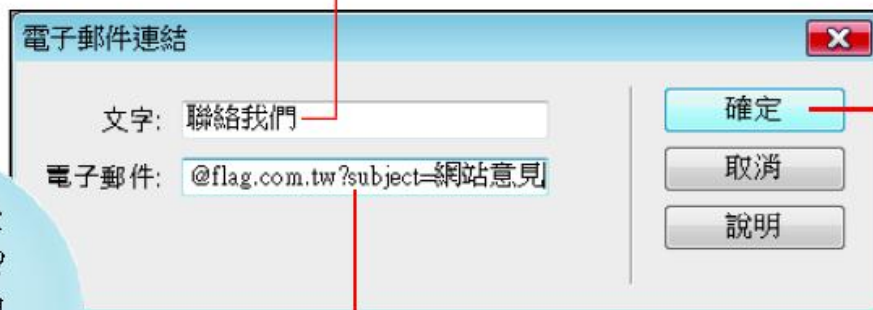 電子郵件連結
文字: 聯絡我們
確定
電子郵件: @flag.com.tw?subject=網站意見
取消
說明